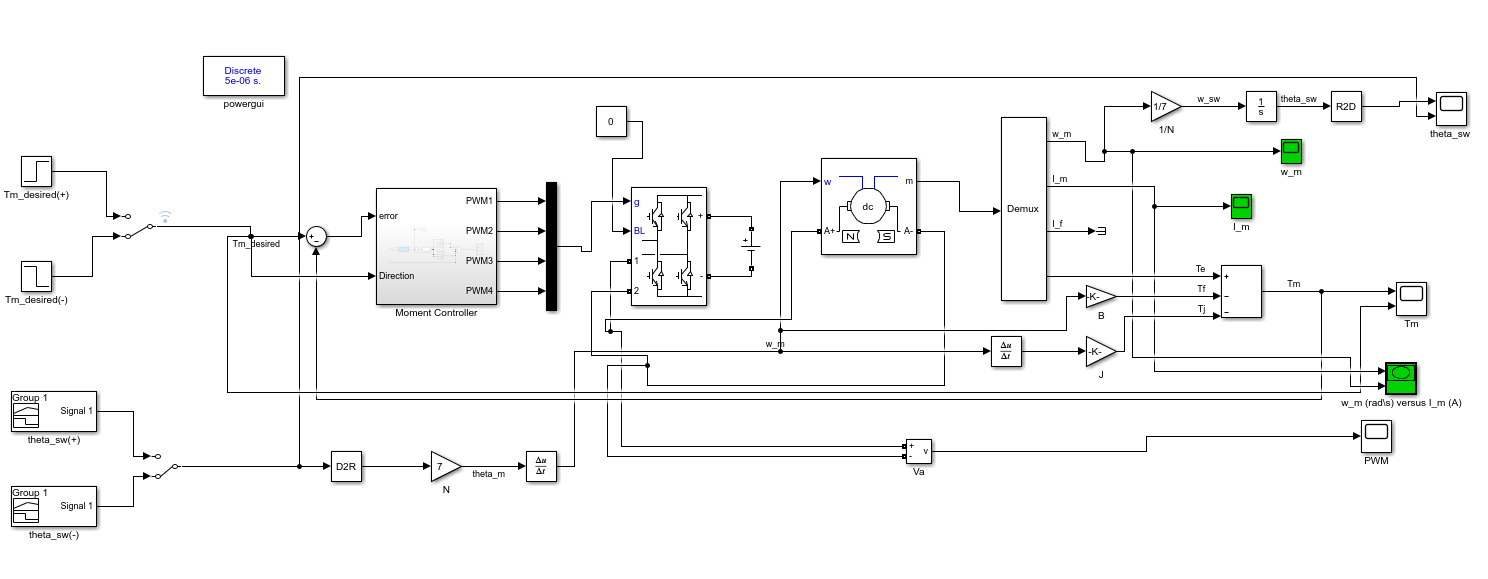 Discrete
5e-06 s.
powergui
Tm_desired(+)
Tm_desired(-)
Tm_desired
+
-
error
Direction
PWM1
PWM2
PWM3
PWM4
Moment Controller
0
g
BL
1
2
+
-
+
w
m
dc
A+
A-
N
S
Demux
w_m
I_m
I_f
1/7
1/N
w_sw
1
s
theta_sw
R2D
theta_sw
w_m
I_m
Te
Tf
Tj
+
-
-
Tm
Tm
-K-
B
w_m
Δu
Δt
-K-
J
w_m (rad\s) versus I_m (A)
Group 1
Signal 1
theta_sw(+)
Group 1
Signal 1
theta_sw(-)
D2R
7
N
theta_m
Δu
Δt
+
-
v
Va
PWM